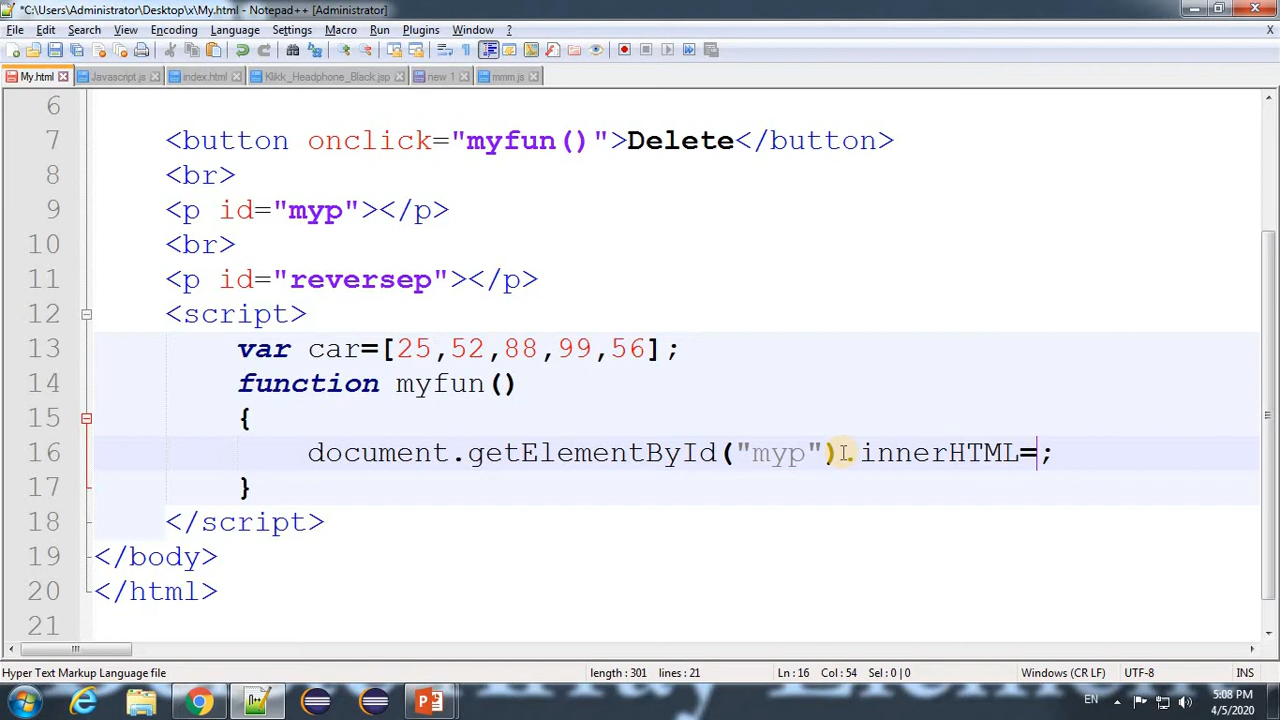 *C:\Users\Administrator\Desktop\x\My.html - Notepad++ [Administrator]
File Edit Search View Encoding Language Settings Macro Run Plugins Window ? X
My.html Javascript.js index.html Klikk_Headphone_Black.jsp new 1 mmm.js
6
7 <button onclick="myfun()">Delete</button>
8 <br>
9 <p id="myp"></p>
10 <br>
11 <p id="reversep"></p>
12 <script>
13 var car=[25,52,88,99,56];
14 function myfun()
15 {
16 document.getElementById("myp").innerHTML=;
17 }
18 </script>
19 </body>
20 </html>
21
Hyper Text Markup Language file length : 301 lines : 21 Ln : 16 Col : 54 Sel : 0 | 0 Windows (CR LF) UTF-8 INS
EN 5:08 PM
4/5/2020